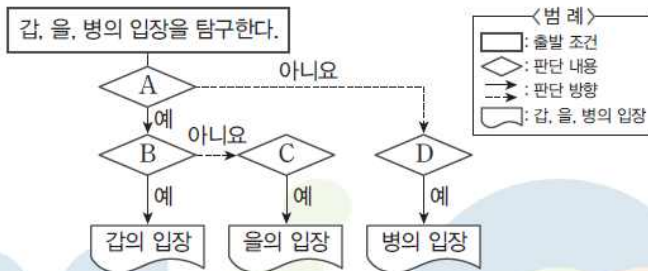 갑, 을, 병의 입장을 탐구한다.
〈범 례〉
: 출발 조건
: 판단 내용
: 판단 방향
: 갑, 을, 병의 입장
A
아니요
예
B
아니요
C
D
예
예
예
갑의 입장
을의 입장
병의 입장